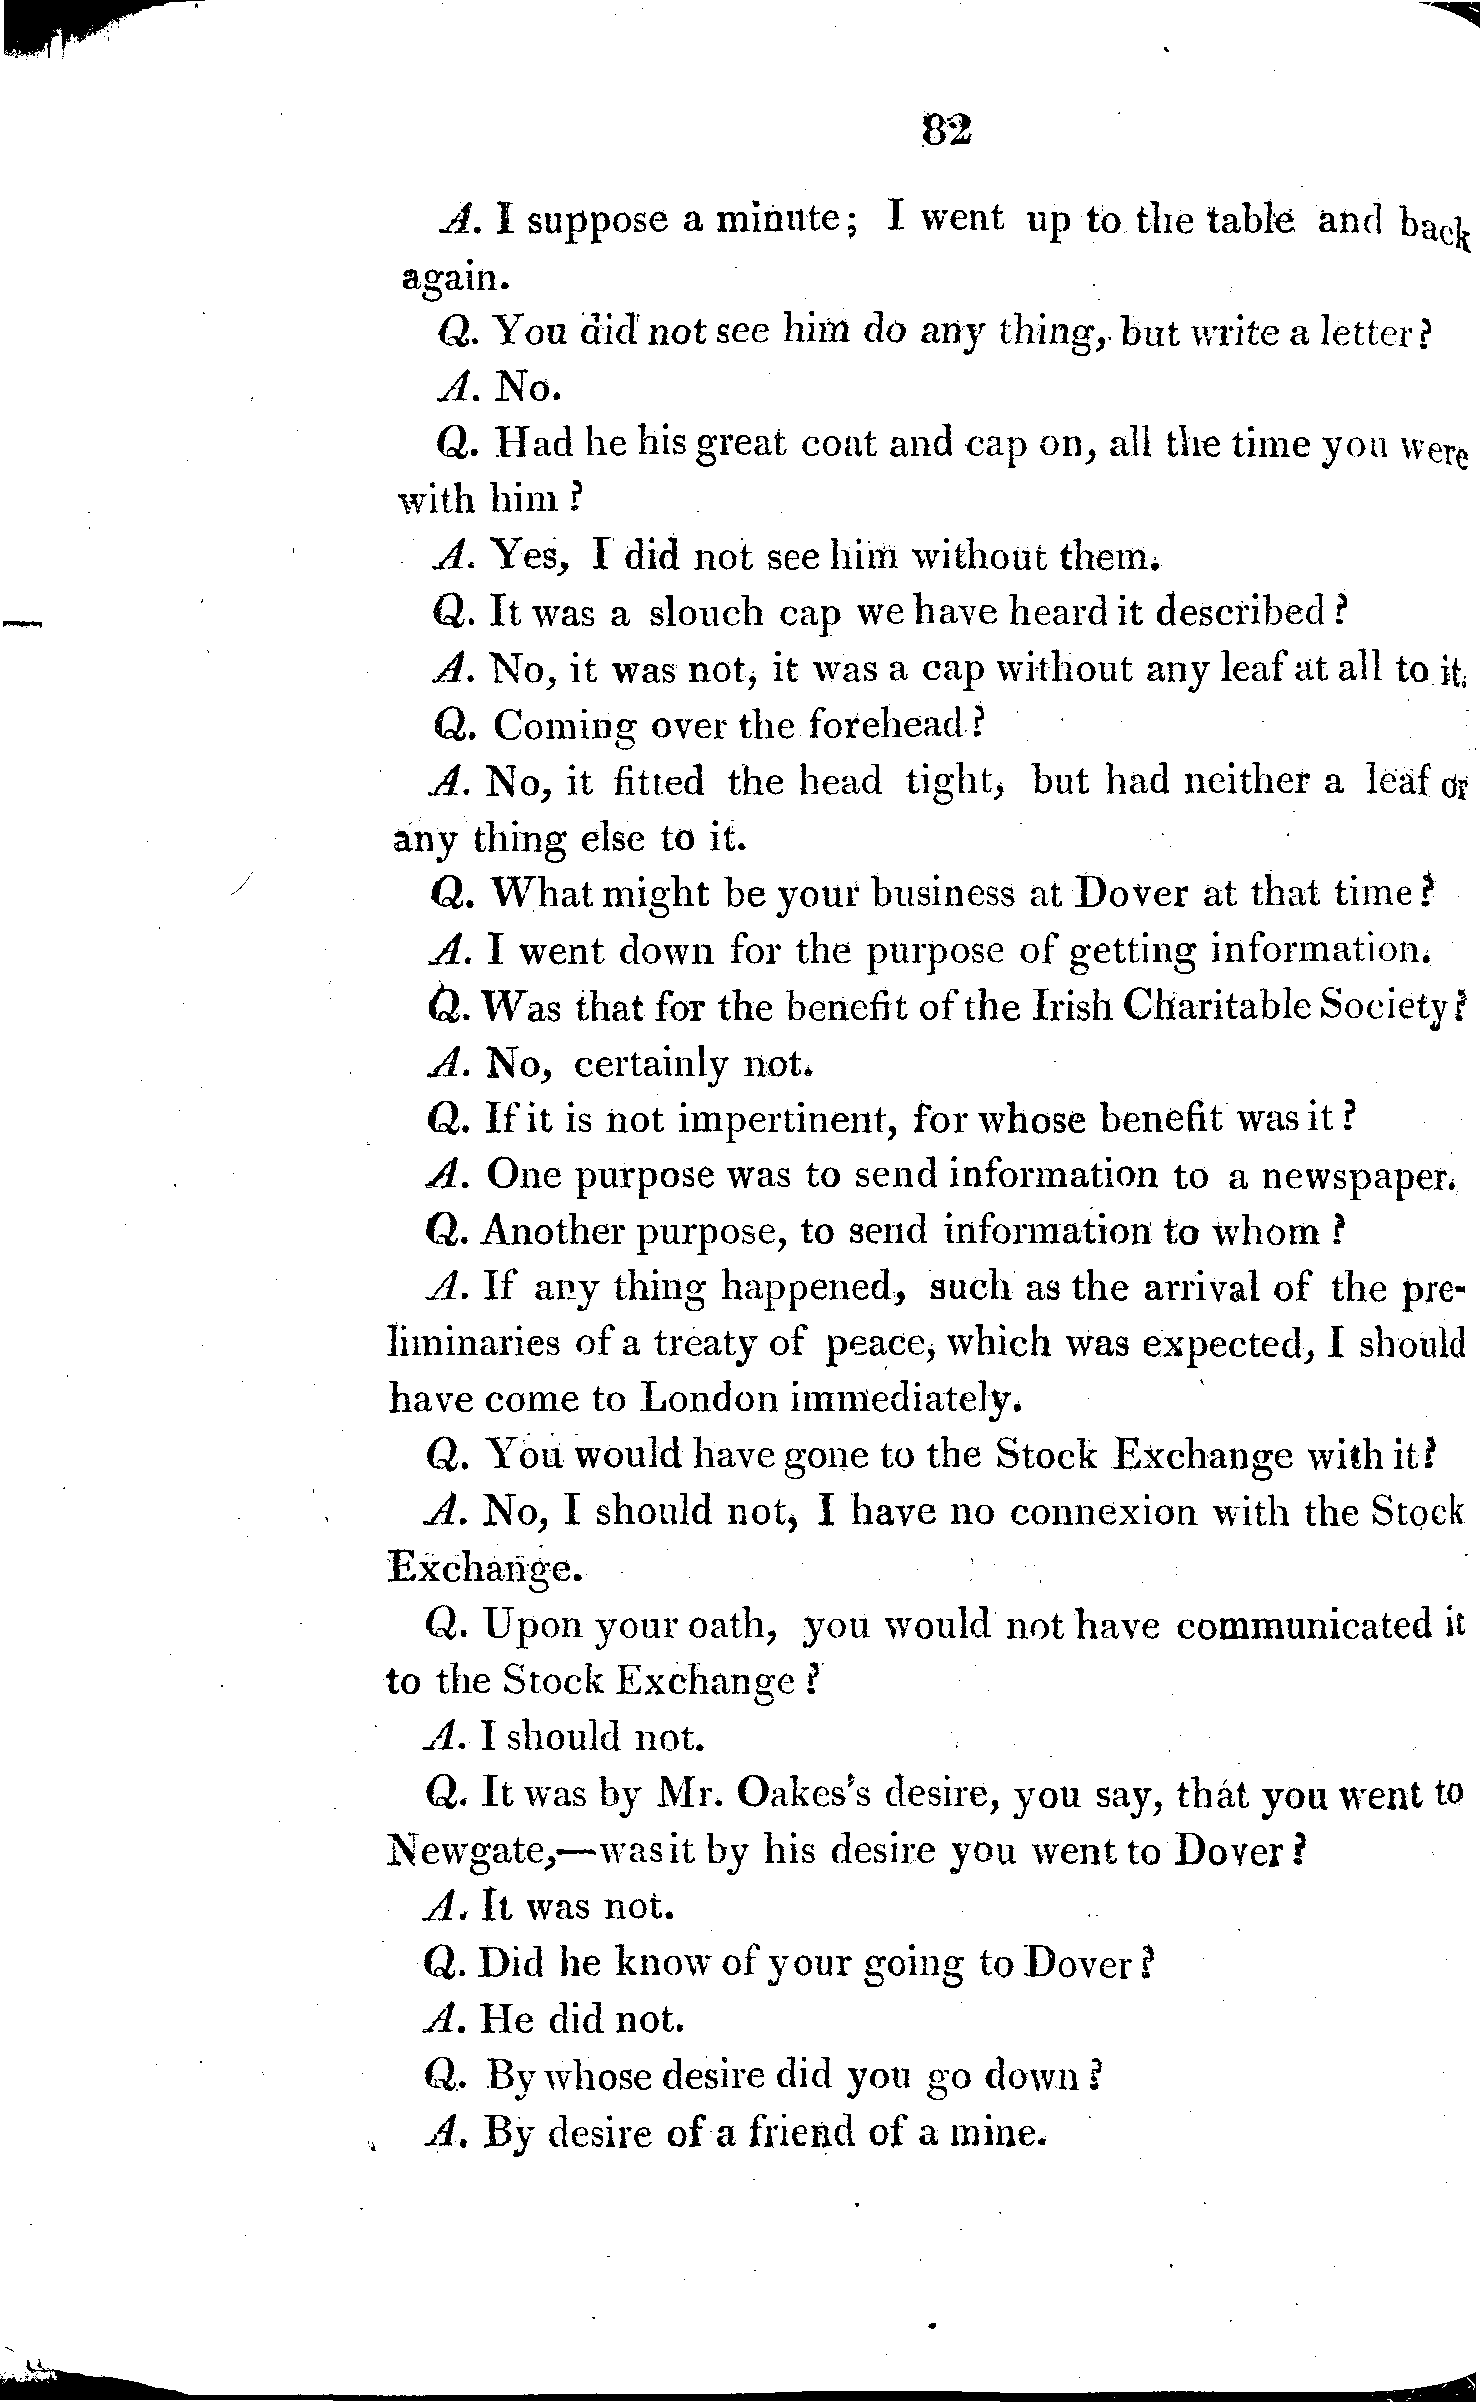 82
A. I suppose a minute; I went up to the table and back
again.
Q. You did not see him do any thing, but write a letter?
A. No.
Q. Had he his great coat and cap on, all the time you were
with him?
A. Yes, I did not see him without them.
Q. It was a slouch cap we have heard it described?
A. No, it was not, it was a cap without any leaf at all to it.
Q. Coming over the forehead?
A. No, it fitted the head tight, but had neither a leaf or
any thing else to it.
Q. What might be your business at Dover at that time?
A. I went down for the purpose of getting information.
Q. Was that for the benefit of the Irish Charitable Society?
A. No, certainly not.
Q. If it is not impertinent, for whose benefit was it?
A. One purpose was to send information to a newspaper.
Q. Another purpose, to send information to whom?
A. If any thing happened, such as the arrival of the pre-
liminaries of a treaty of peace, which was expected, I should
have come to London immediately.
Q. You would have gone to the Stock Exchange with it?
A. No, I should not, I have no connexion with the Stock
Exchange.
Q. Upon your oath, you would not have communicated it
to the Stock Exchange?
A. I should not.
Q. It was by Mr. Oakes's desire, you say, that you went to
Newgate,—was it by his desire you went to Dover?
A. It was not.
Q. Did he know of your going to Dover?
A. He did not.
Q. By whose desire did you go down?
A. By desire of a friend of a mine.